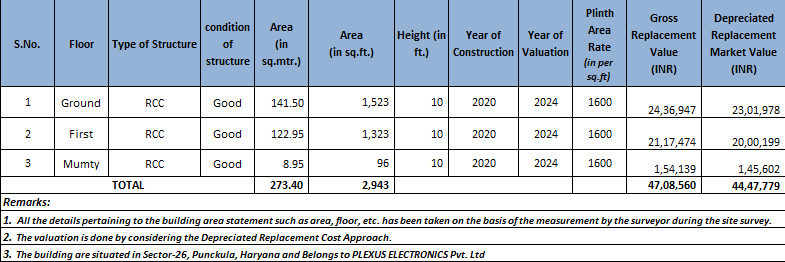 S.No. Floor Type of Structure condition of structure Area (in sq.mtr.) Area (in sq.ft.) Height (in ft.) Year of Construction Year of Valuation Plinth Area Rate (in per sq.ft) Gross Replacement Value (INR) Depreciated Replacement Market Value (INR)
1 Ground RCC Good 141.50 1,523 10 2020 2024 1600 24,36,947 23,01,978
2 First RCC Good 122.95 1,323 10 2020 2024 1600 21,17,474 20,00,199
3 Mumty RCC Good 8.95 96 10 2020 2024 1600 1,54,139 1,45,602
TOTAL 273.40 2,943 47,08,560 44,47,779
Remarks:
1. All the details pertaining to the building area statement such as area, floor, etc. has been taken on the basis of the measurement by the surveyor during the site survey.
2. The valuation is done by considering the Depreciated Replacement Cost Approach.
3. The building are situated in Sector-26, Punckula, Haryana and Belongs to PLEXUS ELECTRONICS Pvt. Ltd